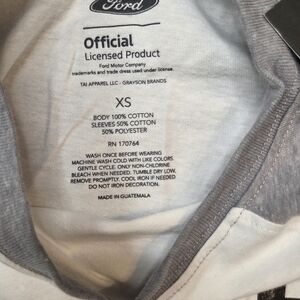 Ford
Official
Licensed Product
Ford Motor Company
trademarks and trade dress used under license.
TAI APPAREL LLC - GRAYSON BRANDS
XS
BODY 100% COTTON
SLEEVES 50% COTTON
50% POLYESTER
RN 170764
WASH ONCE BEFORE WEARING
MACHINE WASH COLD WITH LIKE COLORS.
GENTLE CYCLE. ONLY NON-CHLORINE
BLEACH WHEN NEEDED. TUMBLE DRY LOW.
REMOVE PROMPTLY, COOL IRON IF NEEDED
DO NOT IRON DECORATION.
MADE IN GUATEMALA